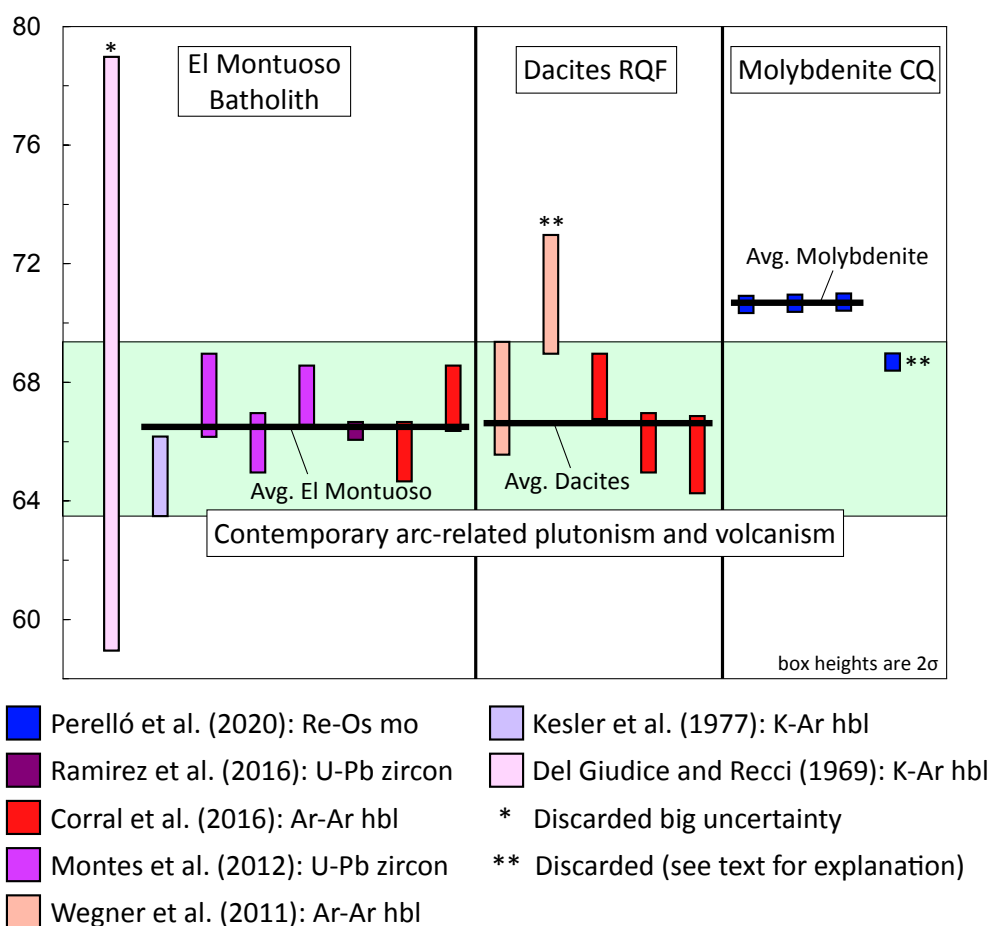 80
76
72
68
64
60
*
El Montuoso
Batholith
Dacites RQF
Molybdenite CQ
**
Avg. Molybdenite
**
Avg. El Montuoso
Avg. Dacites
Contemporary arc-related plutonism and volcanism
box heights are 2σ
Perelló et al. (2020): Re-Os mo
Ramirez et al. (2016): U-Pb zircon
Corral et al. (2016): Ar-Ar hbl
Montes et al. (2012): U-Pb zircon
Wegner et al. (2011): Ar-Ar hbl
Kesler et al. (1977): K-Ar hbl
Del Giudice and Recci (1969): K-Ar hbl
* Discarded big uncertainty
** Discarded (see text for explanation)